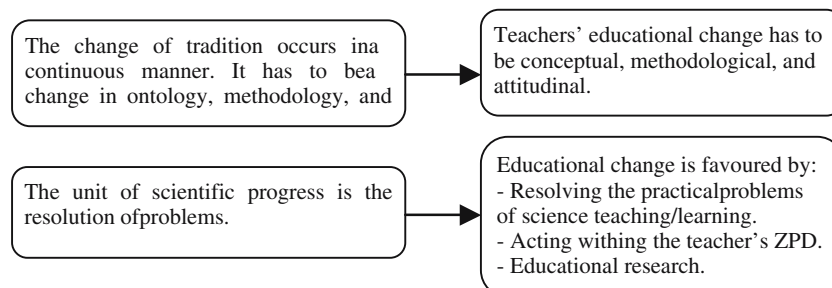 The change of tradition occurs ina
continuous manner. It has to bea
change in ontology, methodology, and
Teachers’ educational change has to
be conceptual, methodological, and
attitudinal.
The unit of scientific progress is the
resolution ofproblems.
Educational change is favoured by:
- Resolving the practicalproblems
of science teaching/learning.
- Acting withing the teacher’s ZPD.
- Educational research.